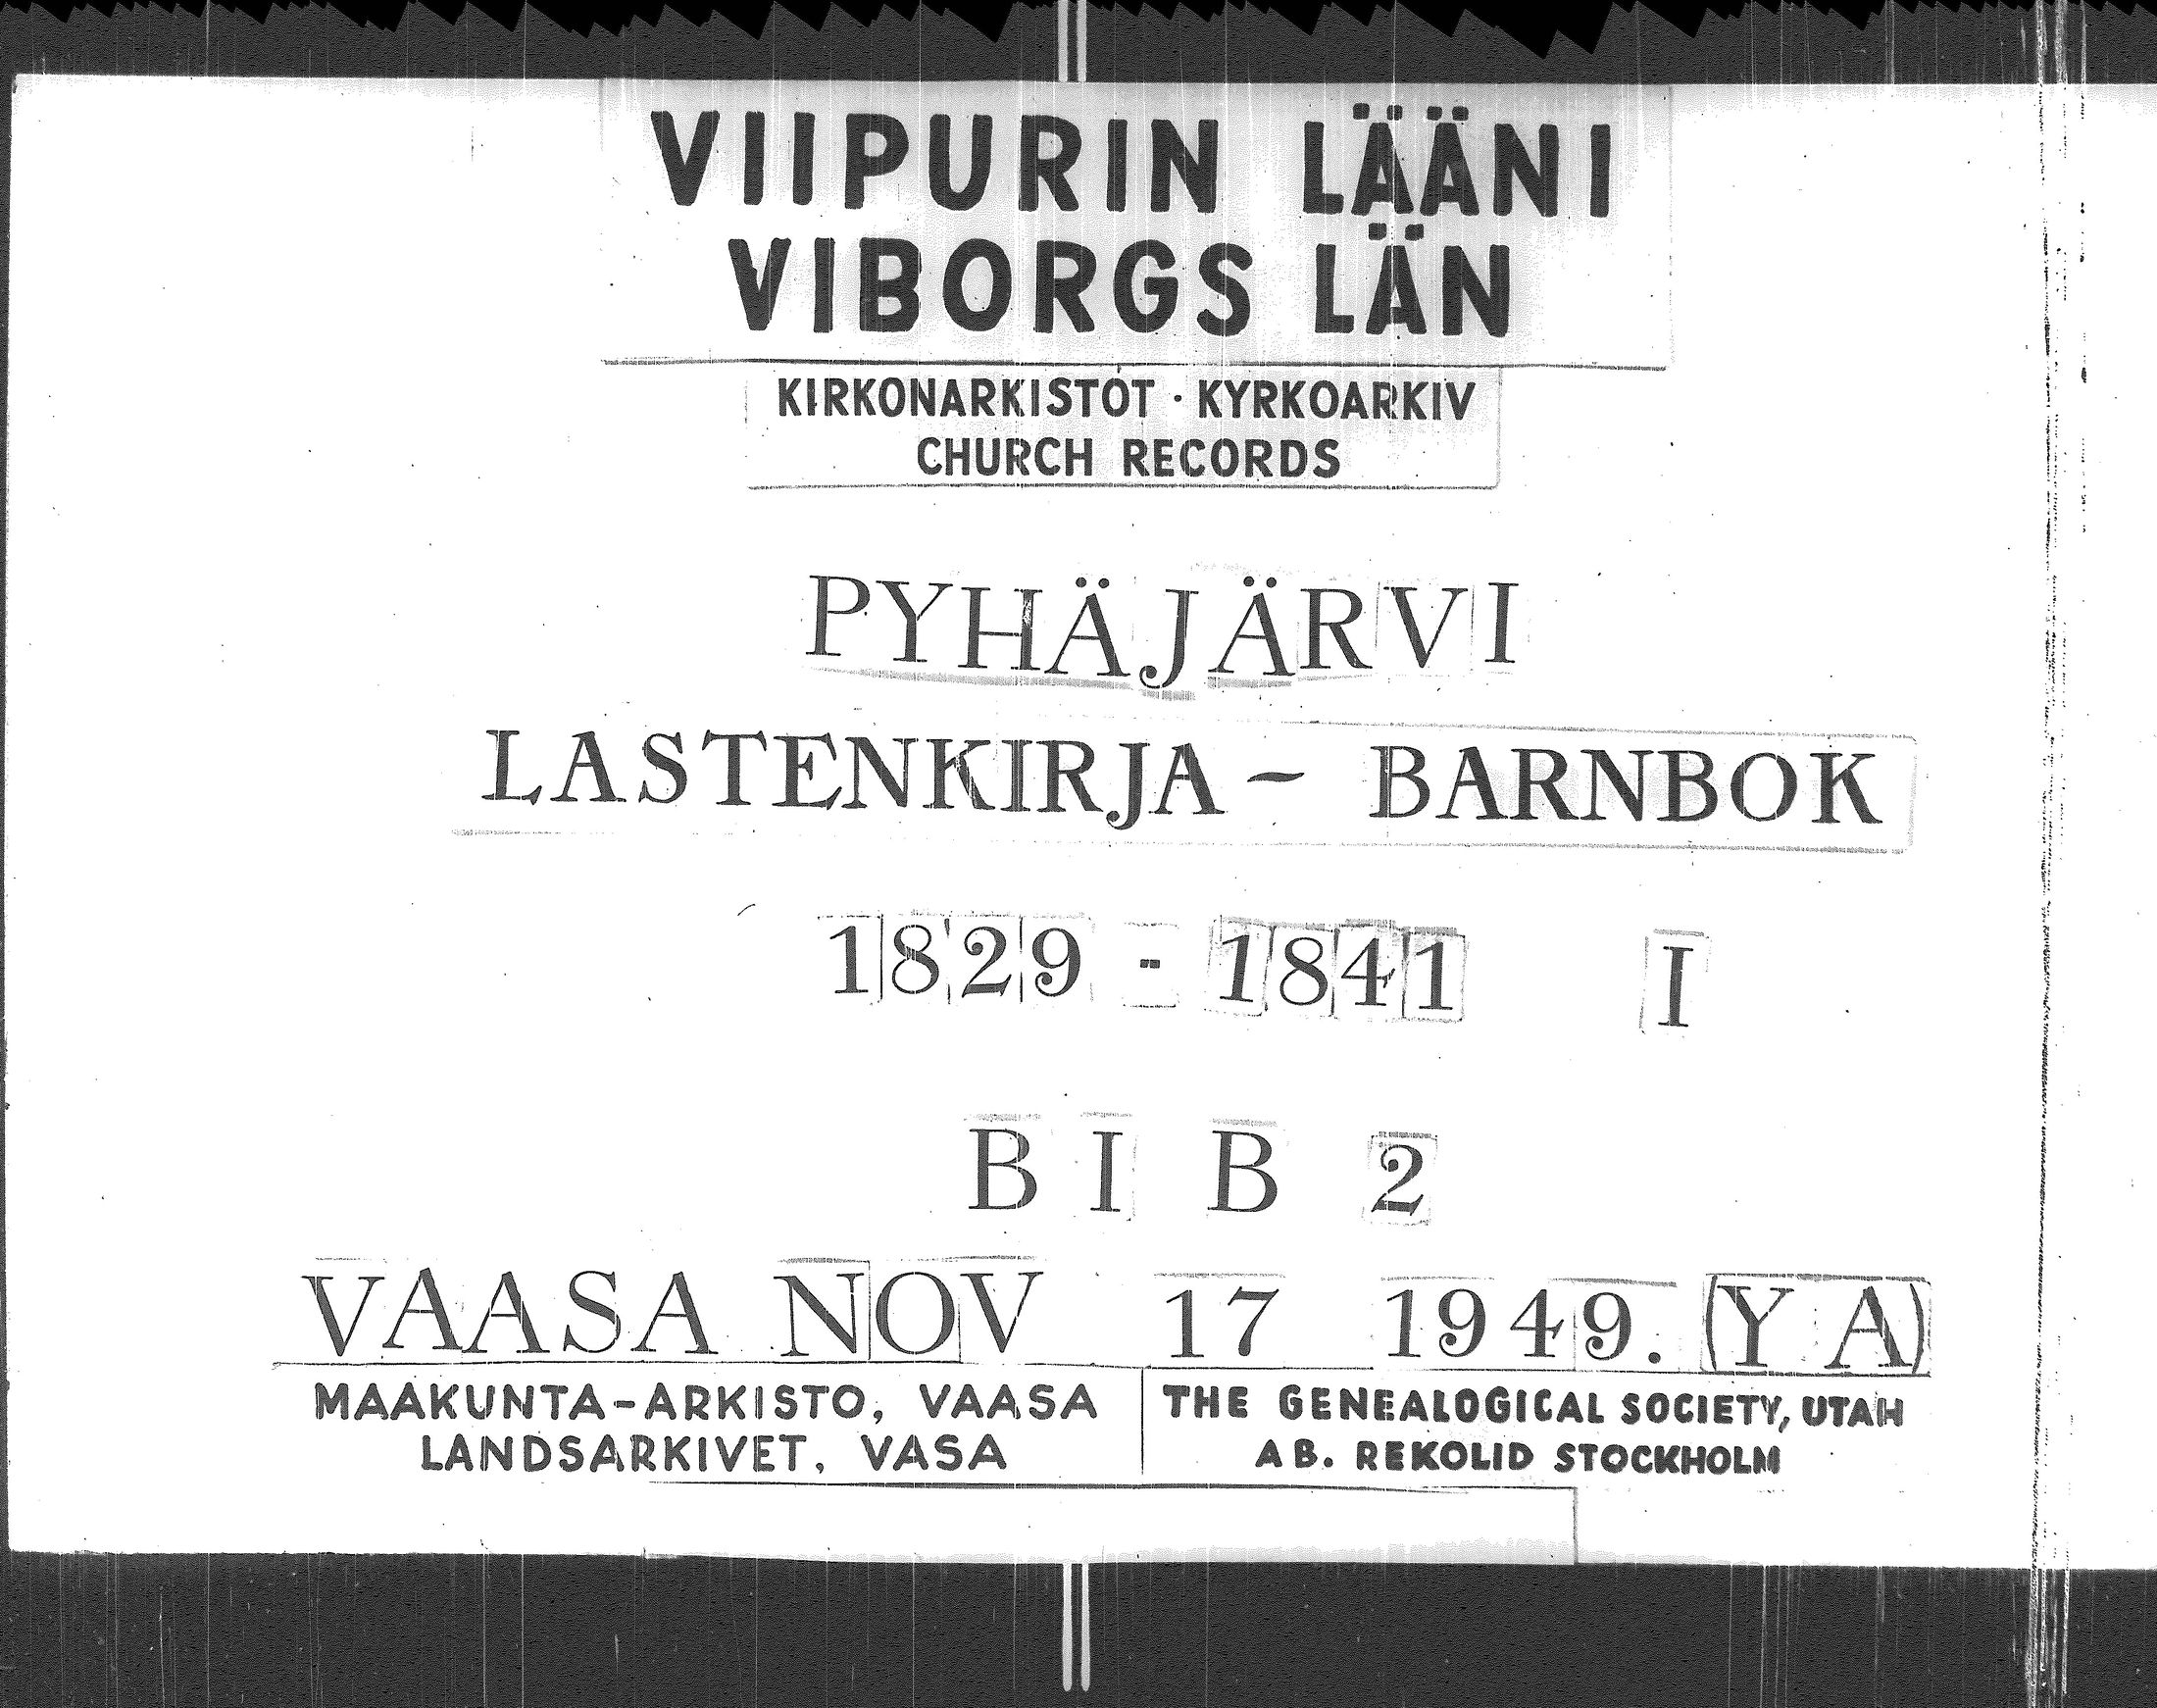 VIIPURIN LÄÄNI
VIBORGS LÄN
KIRKONARKISTOT · KYRKOARKIV
CHURCH RECORDS
PYHÄJÄRVI
LASTENKIRJA - BARNBOK
1829 - 1841 I
B I B 2
VAASA NOV 17 1949. (Y A)
MAAKUNTA-ARKISTO, VAASA
LANDSARKIVET, VASA
THE GENEALOGICAL SOCIETY, UTAH
AB. REKOLID STOCKHOLM